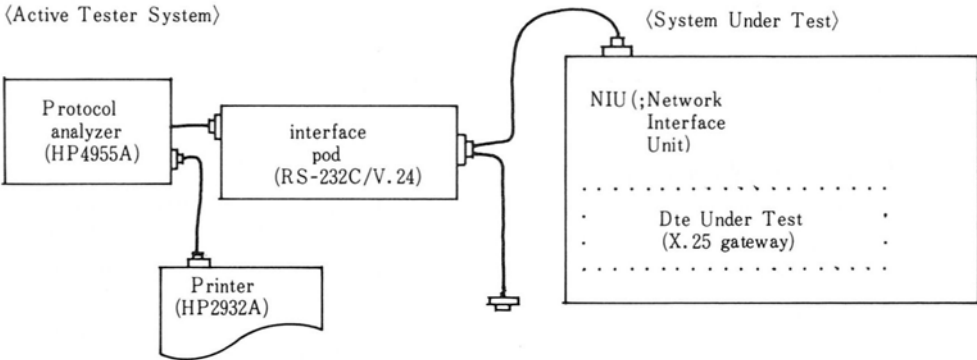 〈Active Tester System〉
〈System Under Test〉
Protocol
analyzer
(HP4955A)
interface
pod
(RS-232C/V.24)
NIU(;Network
Interface
Unit)
Dte Under Test
(X.25 gateway)
Printer
(HP2932A)